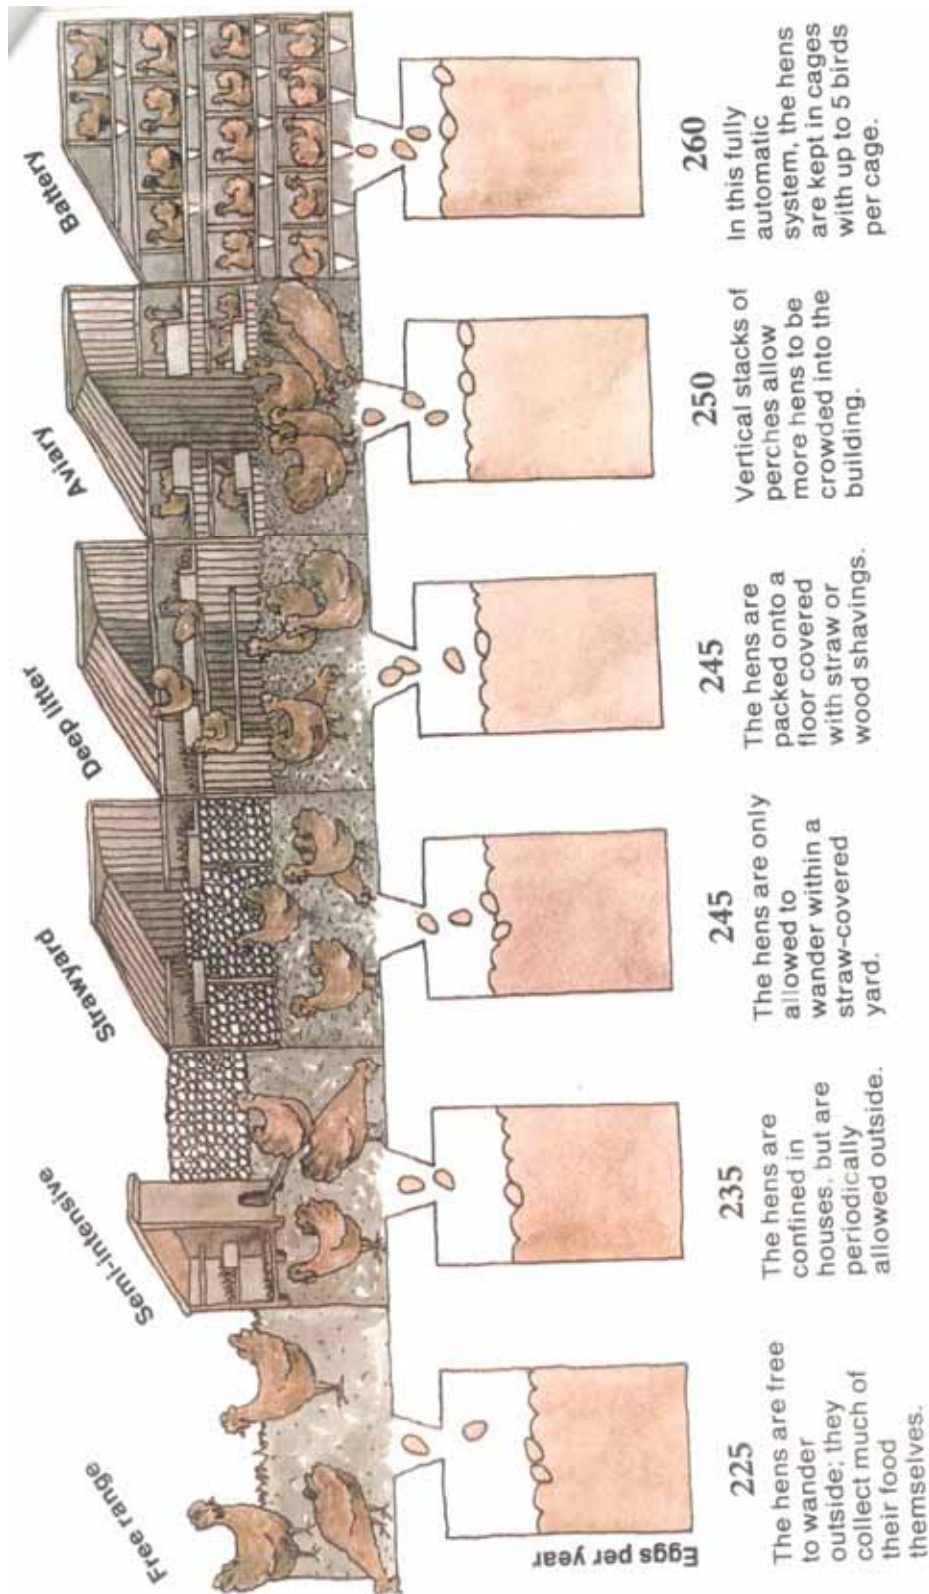 Free range
Semi-intensive
Strawyard
Deep litter
Aviary
Battery
Eggs per year
225
The hens are free
to wander
outside; they
collect much of
their food
themselves.
235
The hens are
confined in
houses, but are
periodically
allowed outside.
245
The hens are only
allowed to
wander within a
straw-covered
yard.
245
The hens are
packed onto a
floor covered
with straw or
wood shavings.
250
Vertical stacks of
perches allow
more hens to be
crowded into the
building.
260
In this fully
automatic
system, the hens
are kept in cages
with up to 5 birds
per cage.